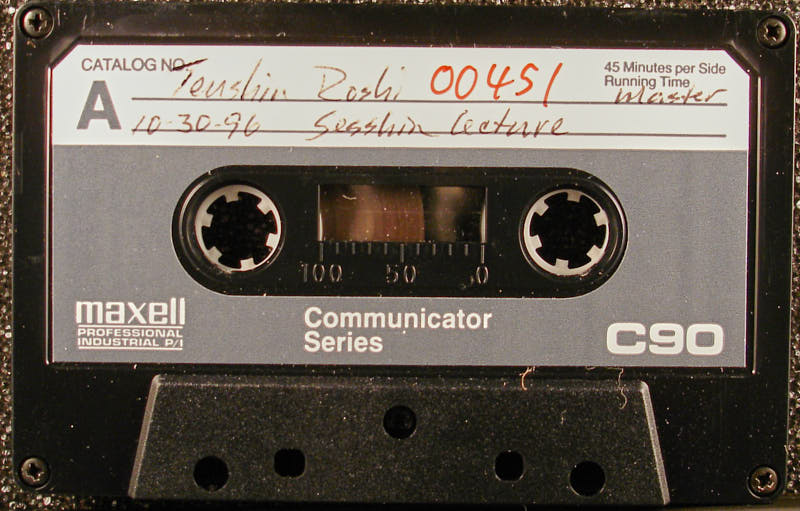 CATALOG NO.
45 Minutes per Side
Running Time
Tenshin Roshi 00451 master
A
10-30-96 Sesshin lecture
100 50 0
maxell
PROFESSIONAL
INDUSTRIAL P/I
Communicator
Series
C90